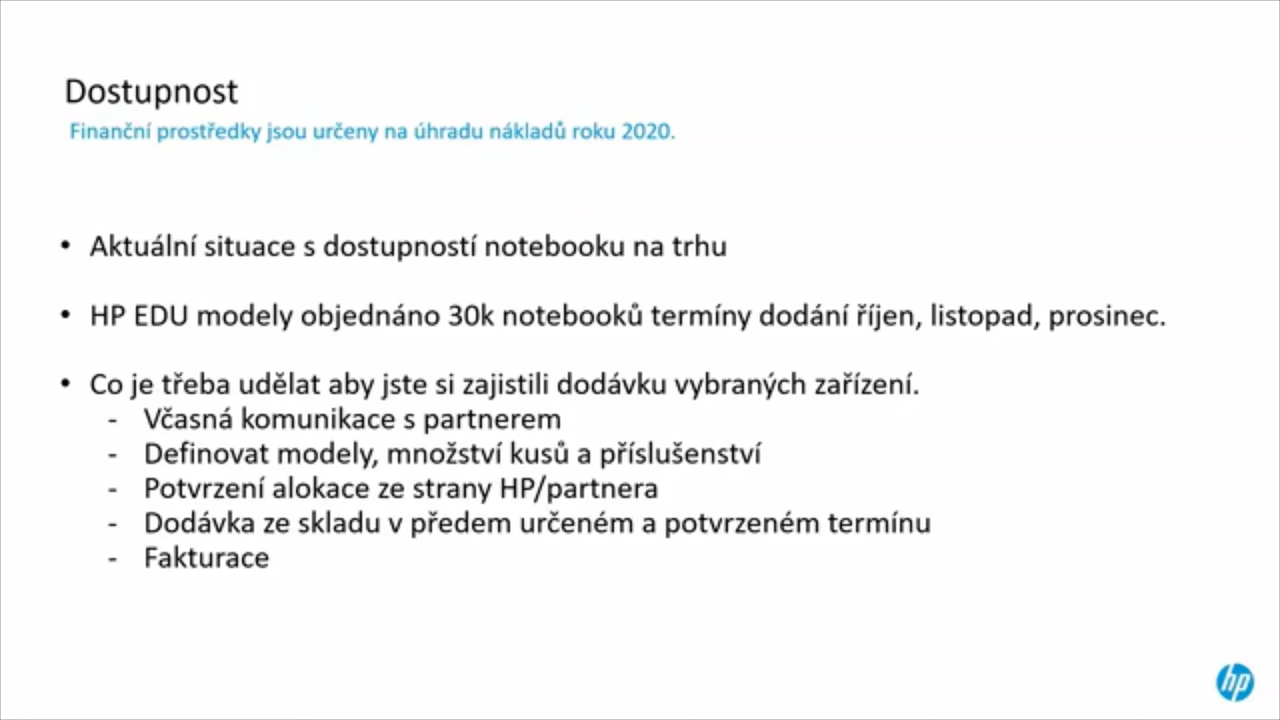 Dostupnost
Finanční prostředky jsou určeny na úhradu nákladů roku 2020.
• Aktuální situace s dostupností notebooku na trhu
• HP EDU modely objednáno 30k notebooků termíny dodání říjen, listopad, prosinec.
• Co je třeba udělat aby jste si zajistili dodávku vybraných zařízení.
- Včasná komunikace s partnerem
- Definovat modely, množství kusů a příslušenství
- Potvrzení alokace ze strany HP/partnera
- Dodávka ze skladu v předem určeném a potvrzeném termínu
- Fakturace
hp